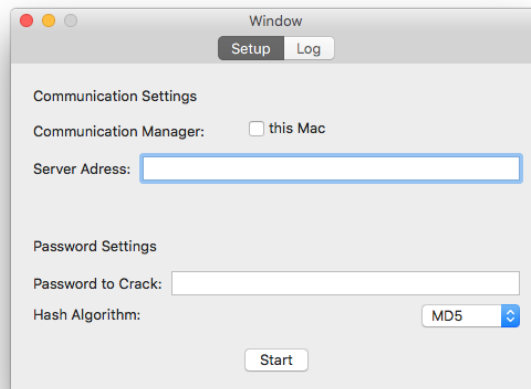 Window
Setup Log
Communication Settings
Communication Manager: this Mac
Server Adress:
Password Settings
Password to Crack:
Hash Algorithm: MD5
Start